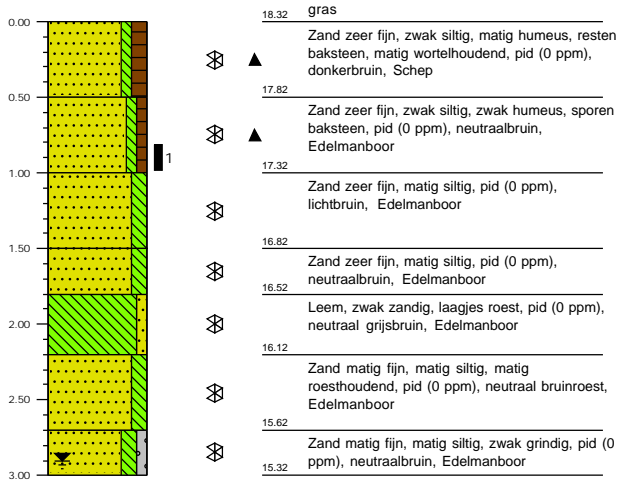 gras
0.00
18.32
Zand zeer fijn, zwak siltig, matig humeus, resten
baksteen, matig wortelhoudend, pid (0 ppm),
donkerbruin, Schep
0.50
17.82
Zand zeer fijn, zwak siltig, zwak humeus, sporen
baksteen, pid (0 ppm), neutraalbruin,
Edelmanboor
1
1.00
17.32
Zand zeer fijn, matig siltig, pid (0 ppm),
lichtbruin, Edelmanboor
1.50
16.82
Zand zeer fijn, matig siltig, pid (0 ppm),
neutraalbruin, Edelmanboor
16.52
Leem, zwak zandig, laagjes roest, pid (0 ppm),
neutraal grijsbruin, Edelmanboor
2.00
16.12
Zand matig fijn, matig siltig, matig
roesthoudend, pid (0 ppm), neutraal bruinroest,
Edelmanboor
2.50
15.62
Zand matig fijn, matig siltig, zwak grindig, pid (0
ppm), neutraalbruin, Edelmanboor
3.00
15.32